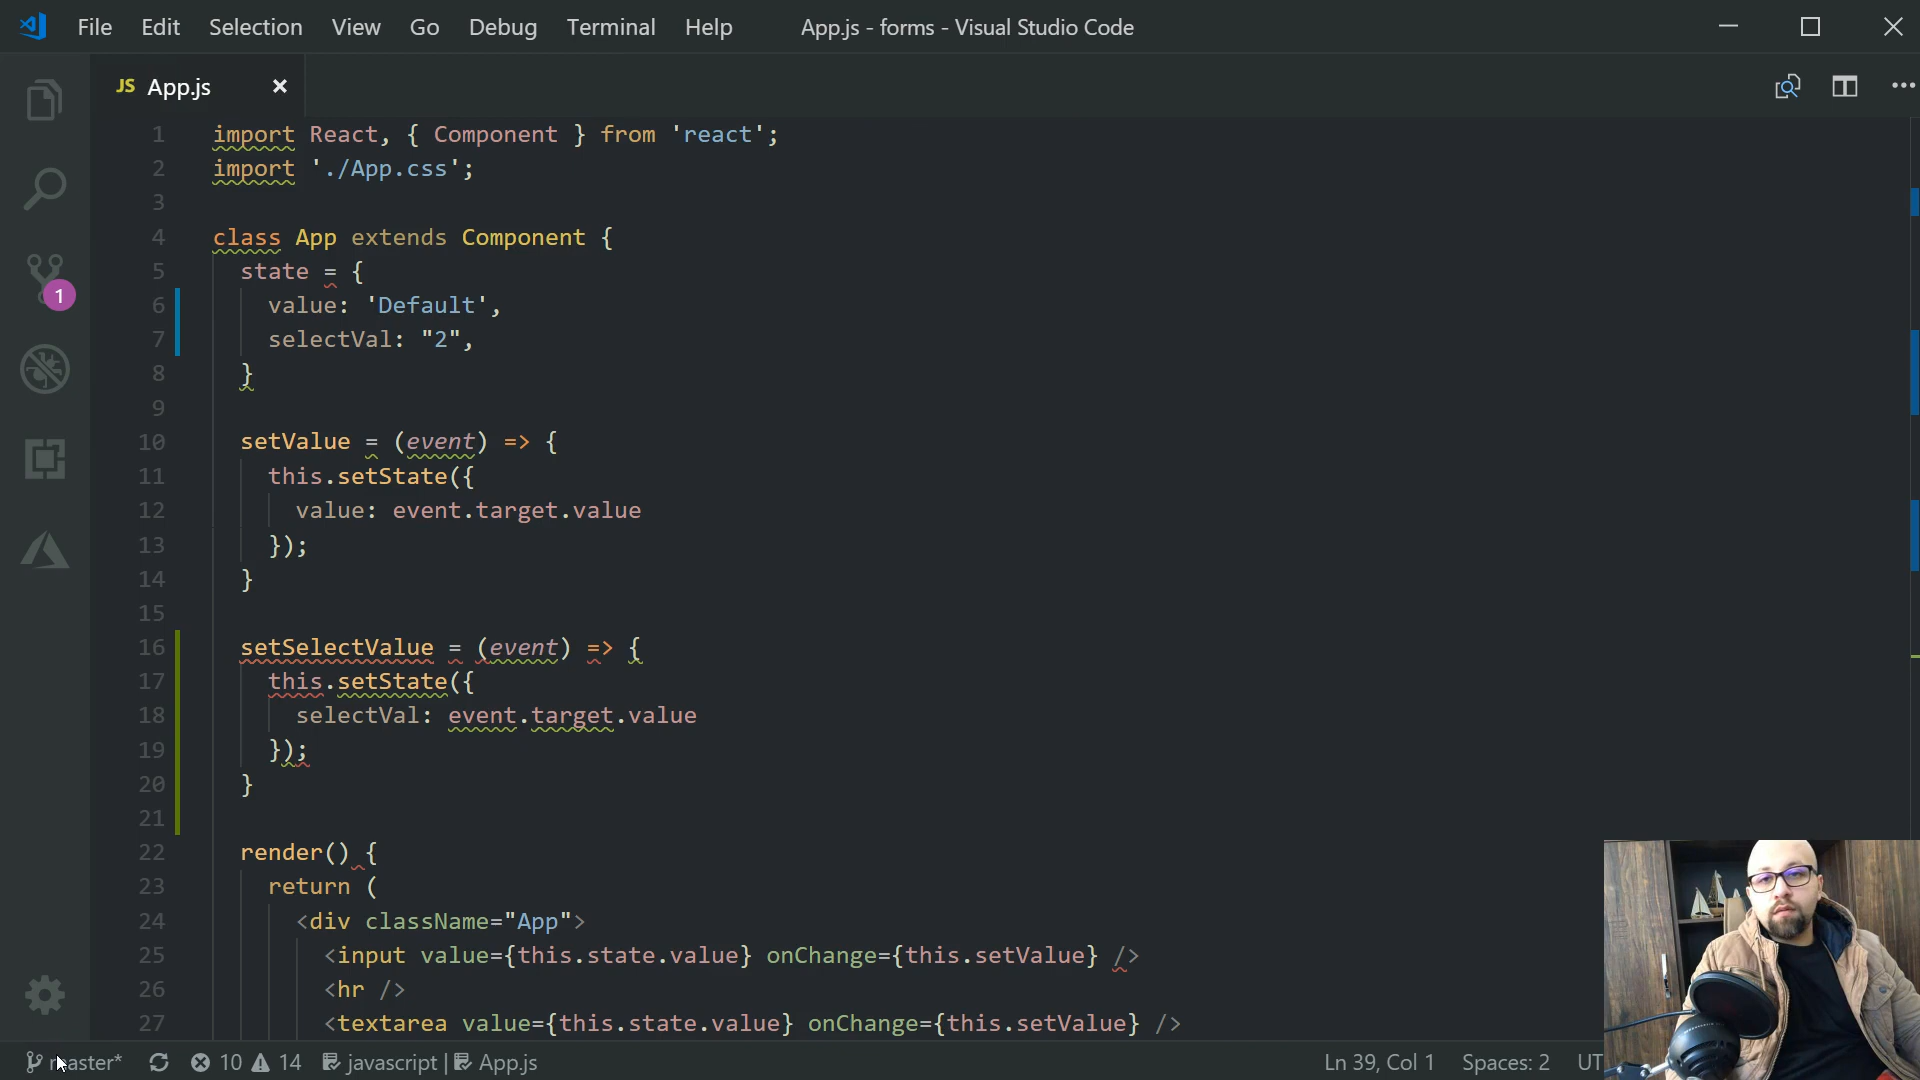 File Edit Selection View Go Debug Terminal Help App.js - forms - Visual Studio Code
JS App.js
1 import React, { Component } from 'react';
2 import './App.css';
3
4 class App extends Component {
5 state = {
6 value: 'Default',
7 selectVal: "2",
8 }
9
10 setValue = (event) => {
11 this.setState({
12 value: event.target.value
13 });
14 }
15
16 setSelectValue = (event) => {
17 this.setState({
18 selectVal: event.target.value
19 });
20 }
21
22 render() {
23 return (
24 <div className="App">
25 <input value={this.state.value} onChange={this.setValue} />
26 <hr />
27 <textarea value={this.state.value} onChange={this.setValue} />
1
master* 10 14 javascript | App.js Ln 39, Col 1 Spaces: 2 UT